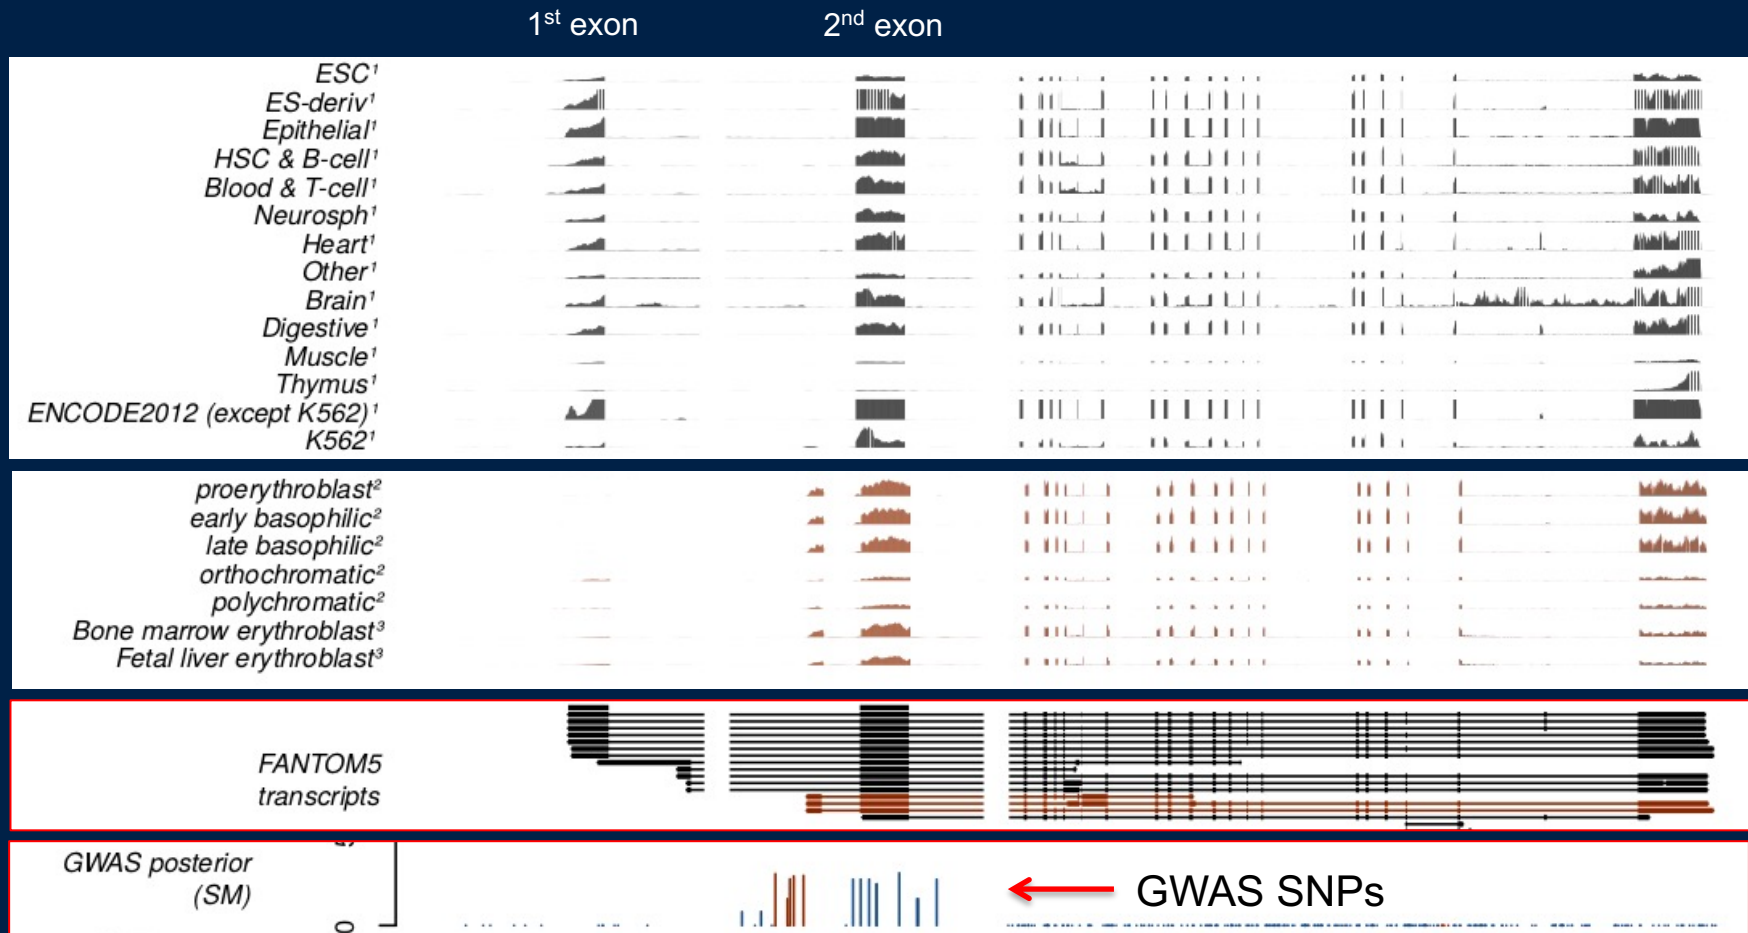 1st exon
2nd exon
ESC¹
ES-deriv¹
Epithelial¹
HSC & B-cell¹
Blood & T-cell¹
Neurosph¹
Heart¹
Other¹
Brain¹
Digestive¹
Muscle¹
Thymus¹
ENCODE2012 (except K562)¹
K562¹
proerythroblast²
early basophilic²
late basophilic²
orthochromatic²
polychromatic²
Bone marrow erythroblast³
Fetal liver erythroblast³
FANTOM5
transcripts
GWAS posterior
(SM)
0
GWAS SNPs